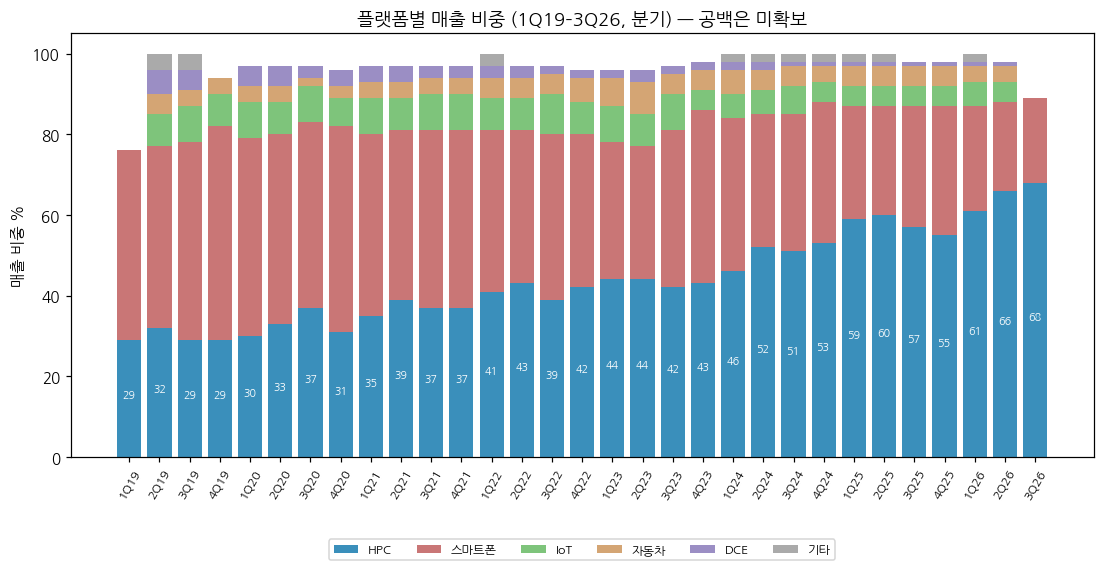 플랫폼별 매출 비중 (1Q19-3Q26, 분기) — 공백은 미확보
매출 비중 %
100
80
60
40
20
0
29 32 29 29 30 33 37 31 35 39 37 37 41 43 39 42 44 44 42 43 46 52 51 53 59 60 57 55 61 66 68
1Q19 2Q19 3Q19 4Q19 1Q20 2Q20 3Q20 4Q20 1Q21 2Q21 3Q21 4Q21 1Q22 2Q22 3Q22 4Q22 1Q23 2Q23 3Q23 4Q23 1Q24 2Q24 3Q24 4Q24 1Q25 2Q25 3Q25 4Q25 1Q26 2Q26 3Q26
HPC 스마트폰 IoT 자동차 DCE 기타